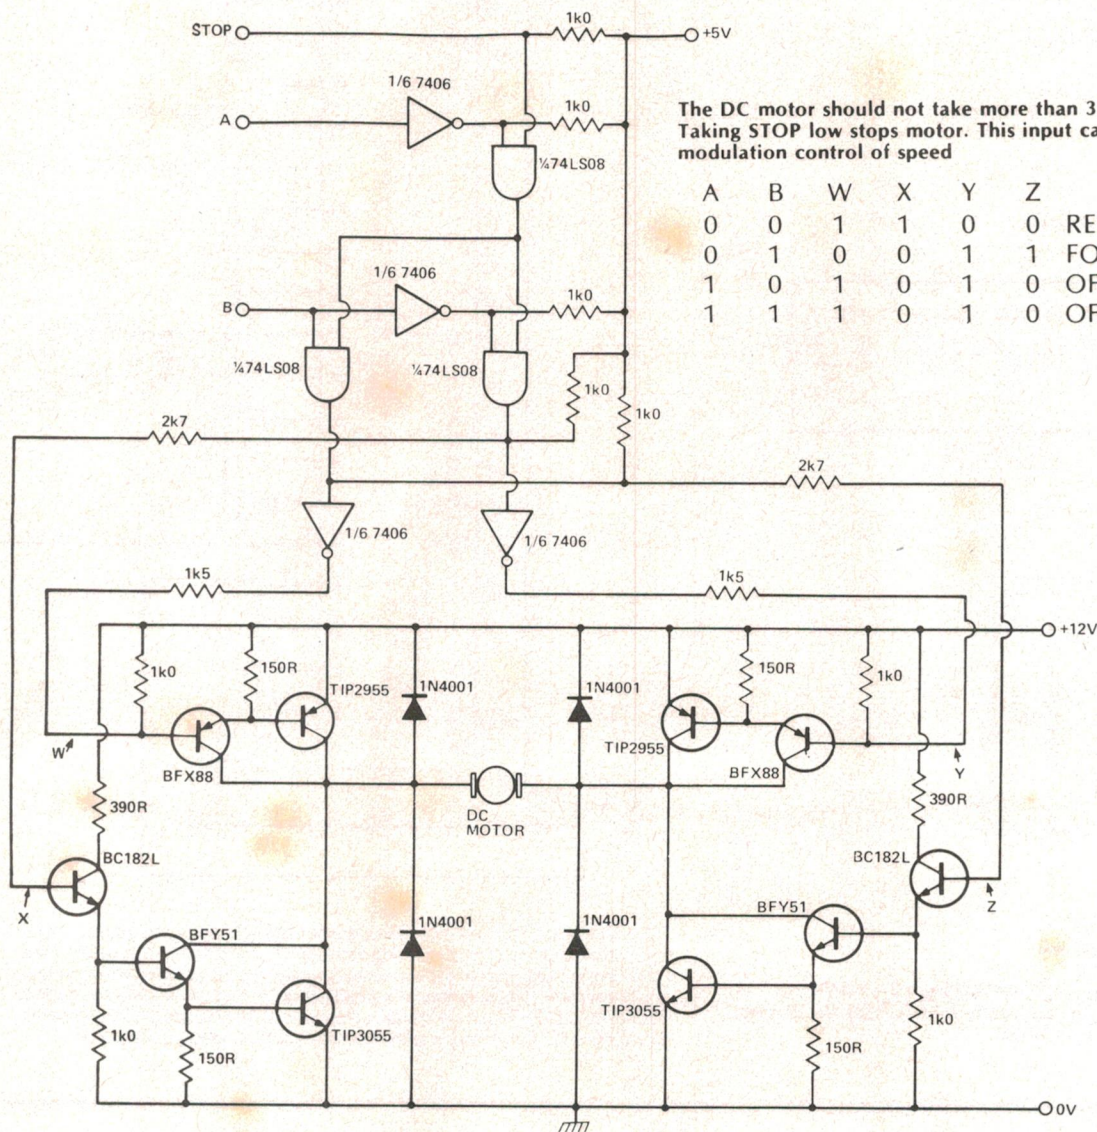 STOP
1k0
+5V
1/6 7406
A
1k0
¼74LS08
The DC motor should not take more than 3
Taking STOP low stops motor. This input ca
modulation control of speed
A B W X Y Z
0 0 1 1 0 0 RE
0 1 0 0 1 1 FO
1 0 1 0 1 0 OF
1 1 1 0 1 0 OF
1/6 7406
B
1k0
¼74LS08
¼74LS08
1k0
1k0
2k7
2k7
1/6 7406
1/6 7406
1k5
1k5
+12V
1k0
150R
TIP2955
1N4001
1N4001
150R
1k0
W
BFX88
TIP2955
BFX88
Y
390R
DC
MOTOR
390R
BC182L
BC182L
X
Z
BFY51
1N4001
1N4001
BFY51
1k0
150R
TIP3055
TIP3055
150R
1k0
0V